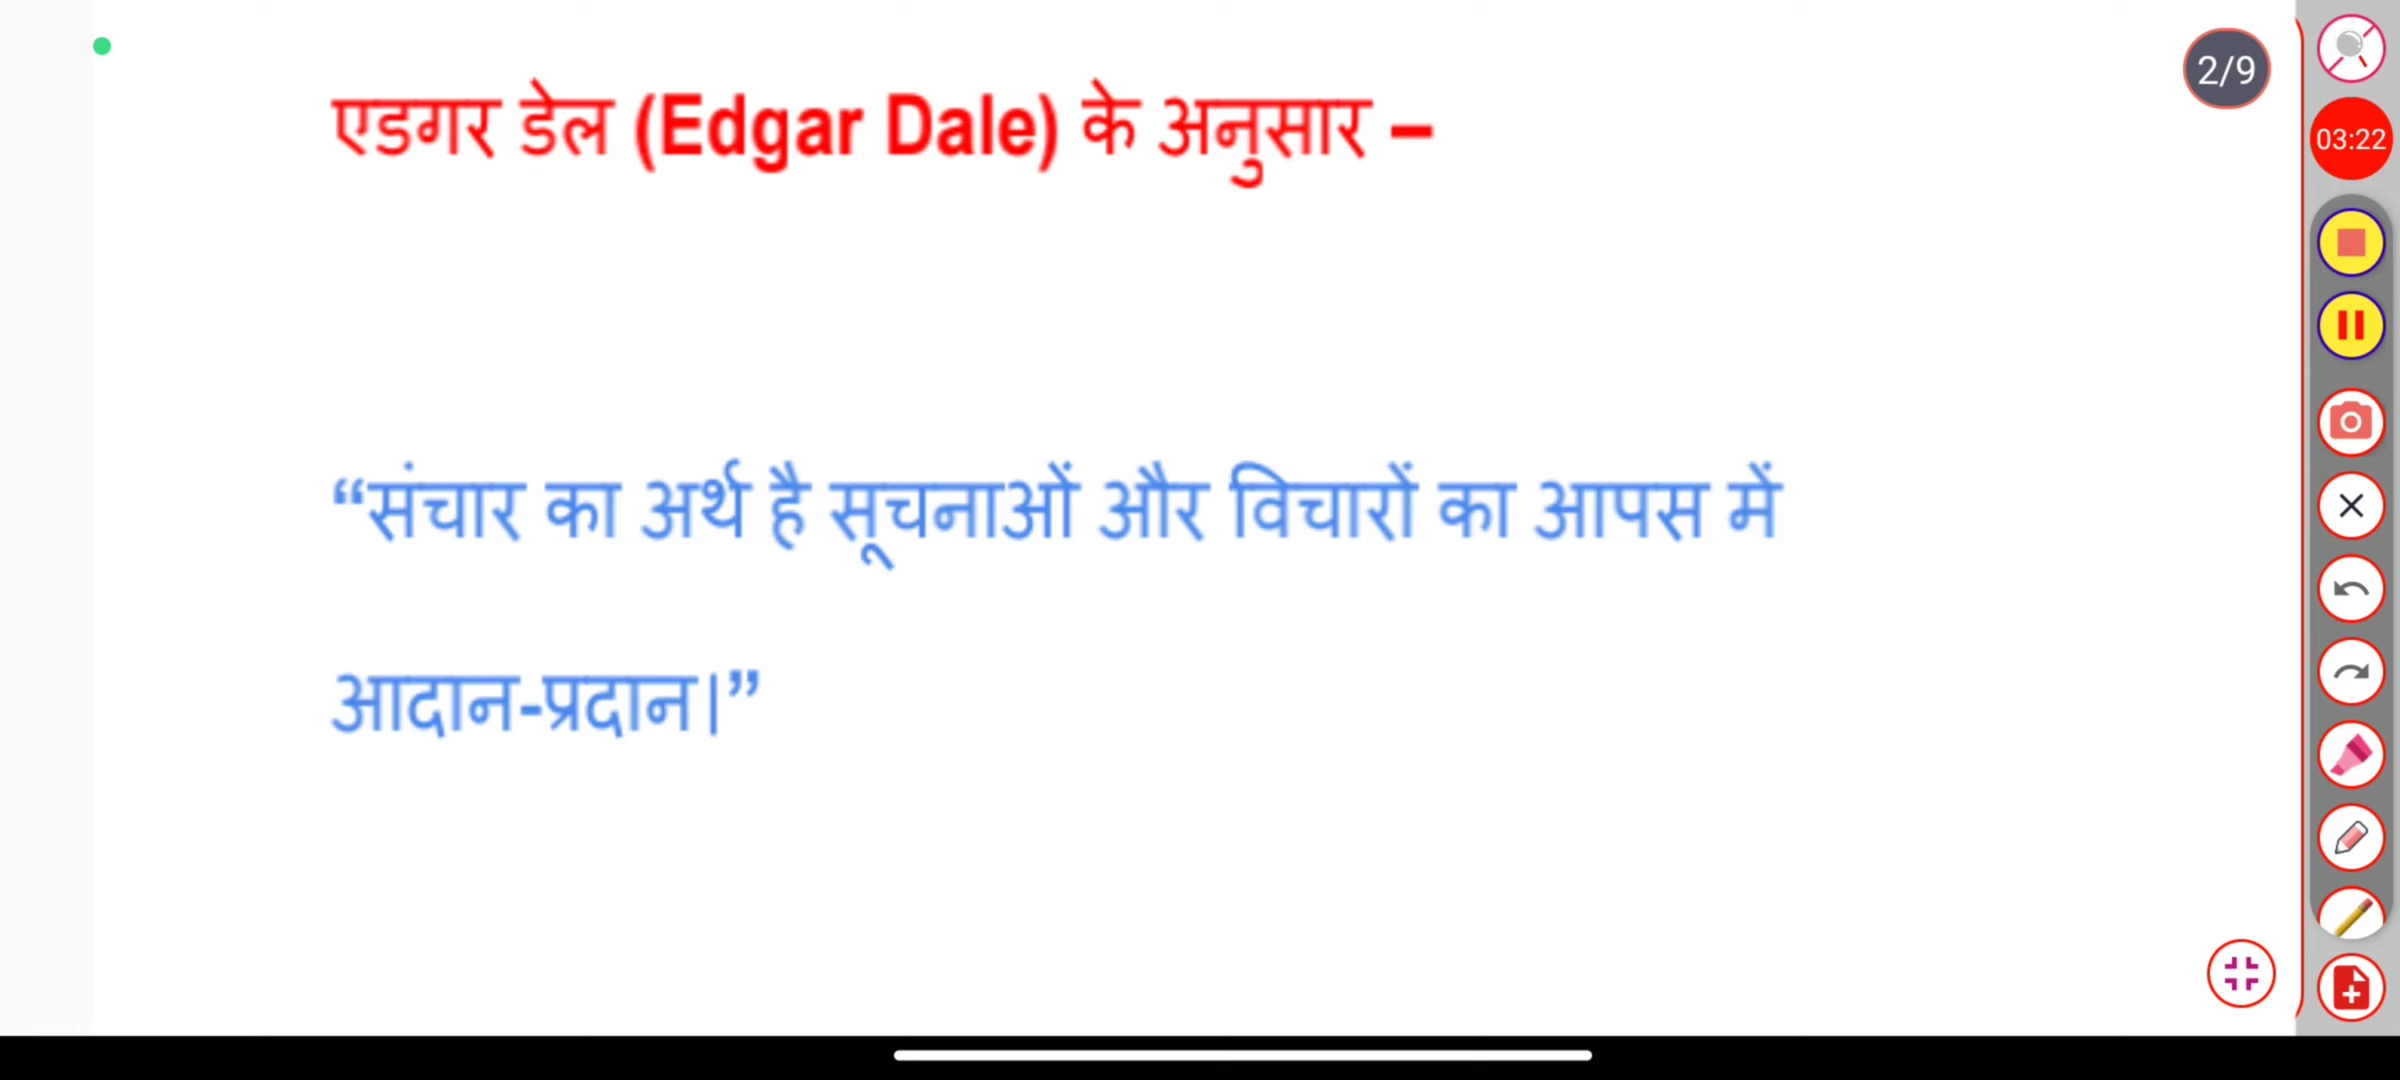 एडगर डेल (Edgar Dale) के अनुसार –
2/9
03:22
“संचार का अर्थ है सूचनाओं और विचारों का आपस में
आदान-प्रदान।”